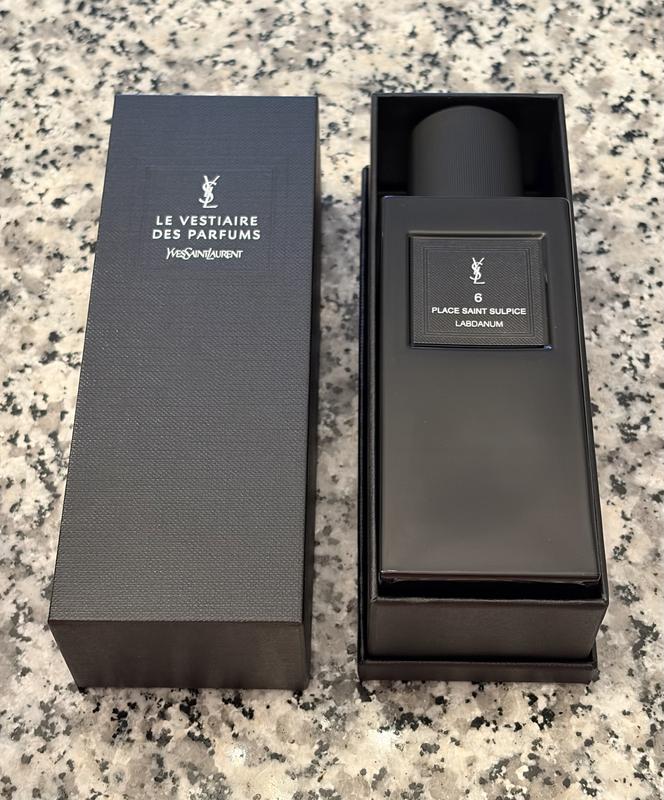 YSL
LE VESTIAIRE
DES PARFUMS
YVESSAINTLAURENT
YSL
6
PLACE SAINT SULPICE
LABDANUM